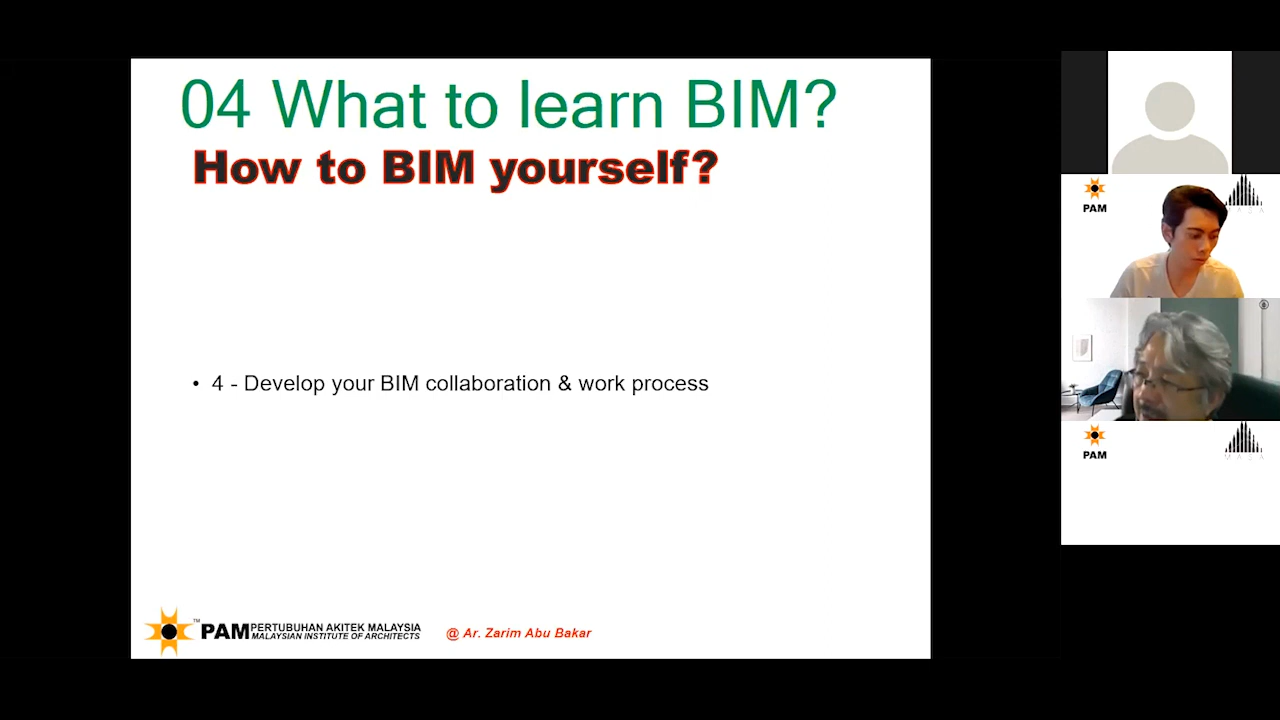 04 What to learn BIM?
How to BIM yourself?
• 4 - Develop your BIM collaboration & work process
PAM PERTUBUHAN AKITEK MALAYSIA
MALAYSIAN INSTITUTE OF ARCHITECTS
™
@ Ar. Zarim Abu Bakar
PAM
PAM